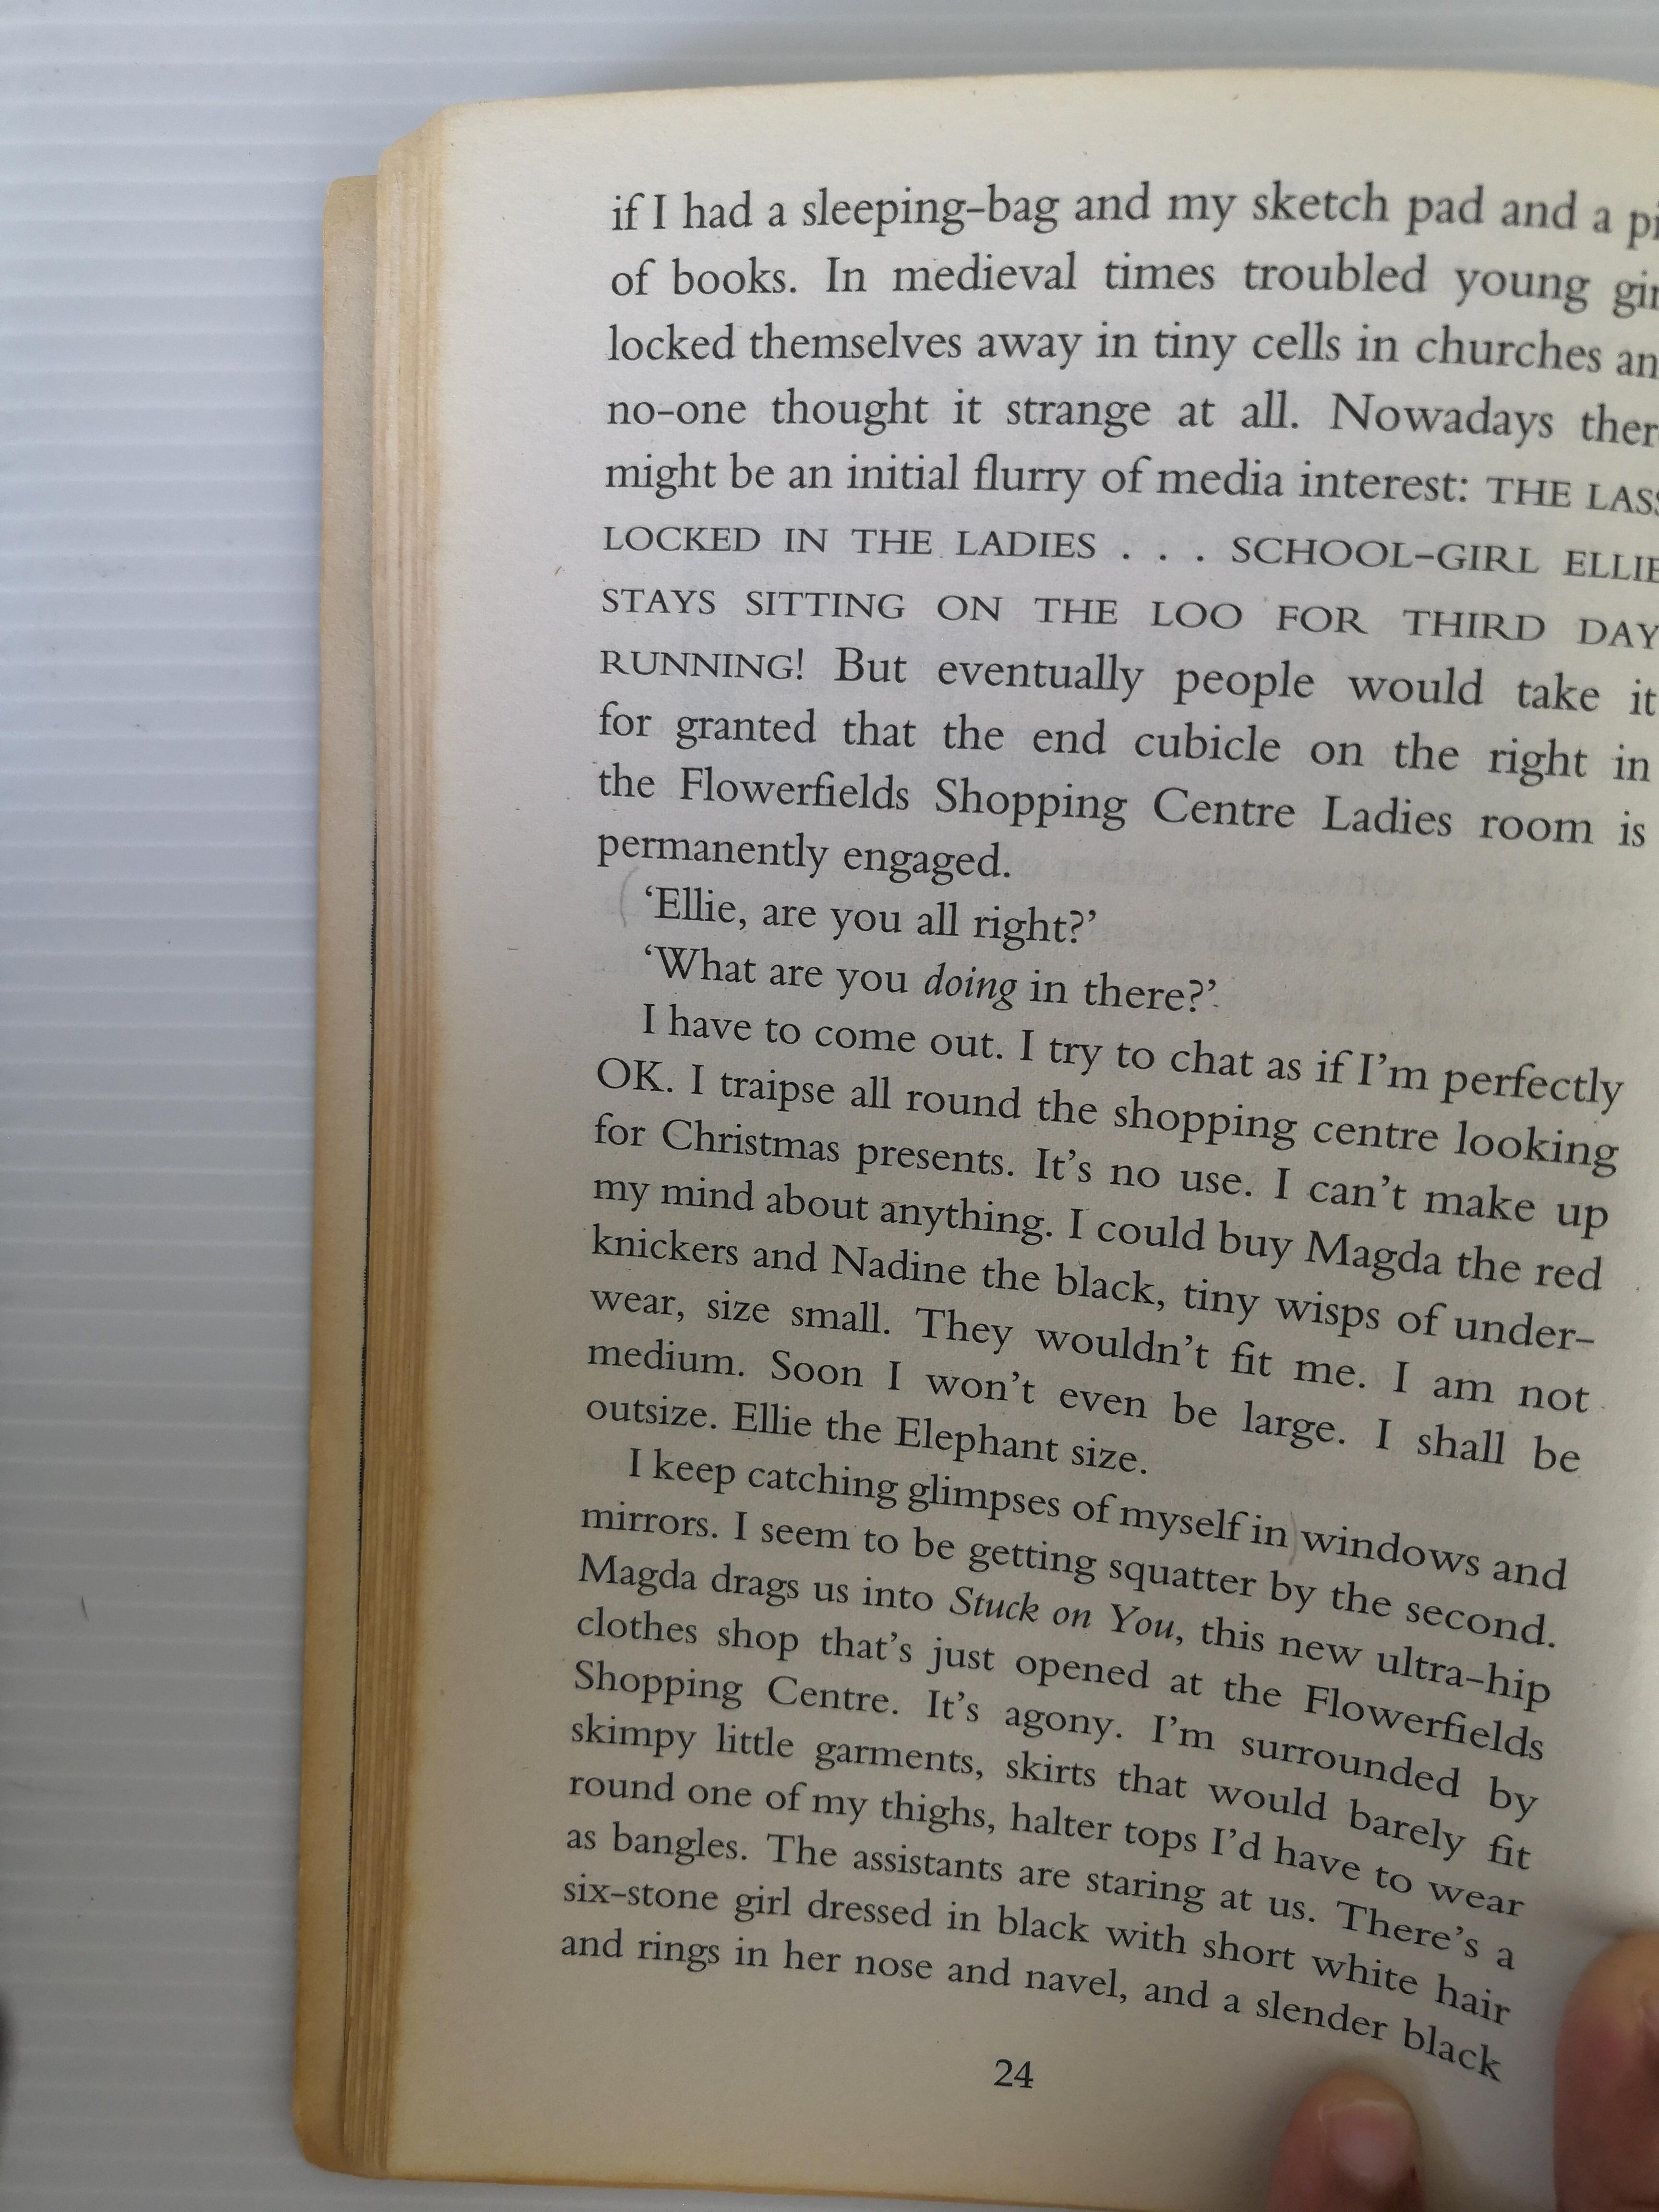 if I had a sleeping-bag and my sketch pad and a
of books. In medieval times troubled young
locked themselves away in tiny cells in churches
no-one thought it strange at all. Nowadays
might be an initial flurry of media interest: THE LASS
LOCKED IN THE LADIES . . . SCHOOL-GIRL ELLIE
STAYS SITTING ON THE LOO FOR THIRD DAY
RUNNING! But eventually people would take it
for granted that the end cubicle on the right in
the Flowerfields Shopping Centre Ladies room is
permanently engaged.
‘Ellie, are you all right?’
‘What are you doing in there?’
I have to come out. I try to chat as if I’m perfectly
OK. I traipse all round the shopping centre looking
for Christmas presents. It’s no use. I can’t make up
my mind about anything. I could buy Magda the red
knickers and Nadine the black, tiny wisps of under-
wear, size small. They wouldn’t fit me. I am not
medium. Soon I won’t even be large. I shall be
outsize. Ellie the Elephant size.
I keep catching glimpses of myself in windows and
mirrors. I seem to be getting squatter by the second.
Magda drags us into Stuck on You, this new ultra-hip
clothes shop that’s just opened at the Flowerfields
Shopping Centre. It’s agony. I’m surrounded by
skimpy little garments, skirts that would barely fit
round one of my thighs, halter tops I’d have to wear
as bangles. The assistants are staring at us. There’s a
six-stone girl dressed in black with short white hair
and rings in her nose and navel, and a slender black
24